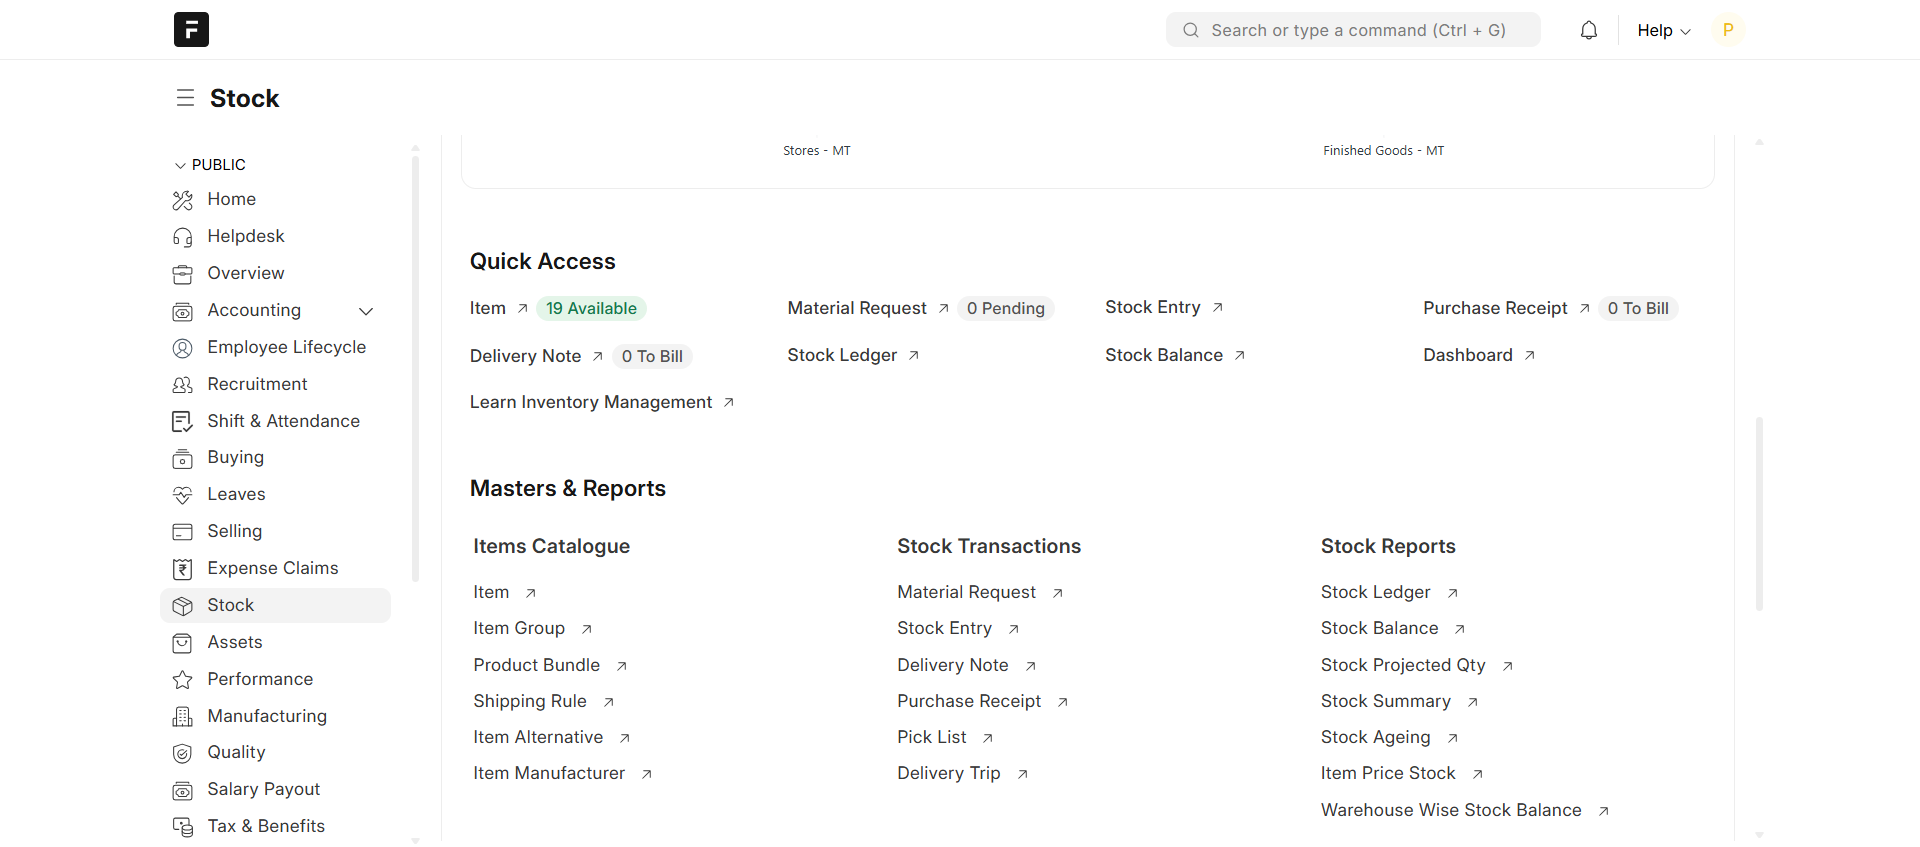 Search or type a command (Ctrl + G)
Help
P
Stock
PUBLIC
Home
Helpdesk
Overview
Accounting
Employee Lifecycle
Recruitment
Shift & Attendance
Buying
Leaves
Selling
Expense Claims
Stock
Assets
Performance
Manufacturing
Quality
Salary Payout
Tax & Benefits
Stores - MT
Finished Goods - MT
Quick Access
Item 19 Available
Material Request 0 Pending
Stock Entry
Purchase Receipt 0 To Bill
Delivery Note 0 To Bill
Stock Ledger
Stock Balance
Dashboard
Learn Inventory Management
Masters & Reports
Items Catalogue
Item
Item Group
Product Bundle
Shipping Rule
Item Alternative
Item Manufacturer
Stock Transactions
Material Request
Stock Entry
Delivery Note
Purchase Receipt
Pick List
Delivery Trip
Stock Reports
Stock Ledger
Stock Balance
Stock Projected Qty
Stock Summary
Stock Ageing
Item Price Stock
Warehouse Wise Stock Balance